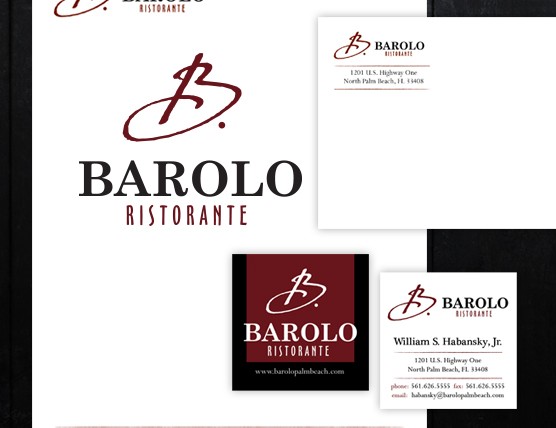 BAROLO
RISTORANTE
B.
BAROLO
RISTORANTE
B.
BAROLO
RISTORANTE
1201 U.S. Highway One
North Palm Beach, FL 33408
B.
BAROLO
RISTORANTE
www.barolopalmbeach.com
B.
BAROLO
RISTORANTE
William S. Habansky, Jr.
1201 U.S. Highway One
North Palm Beach, FL 33408
phone: 561.626.5555 fax: 561.626.5555
email: habansky@barolopalmbeach.com